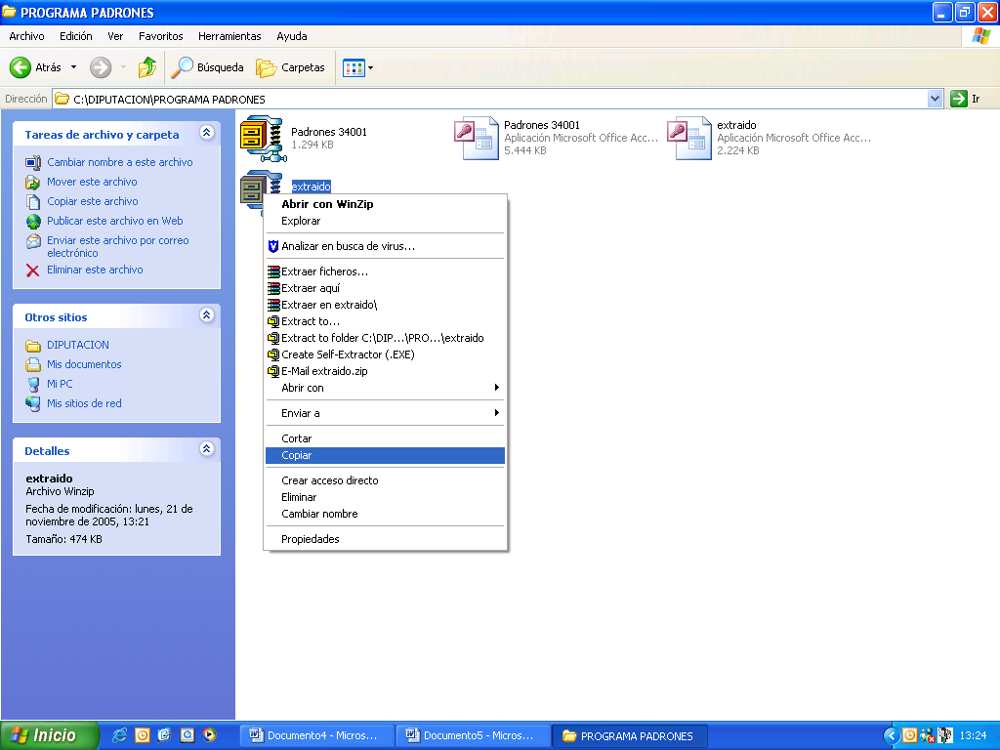 PROGRAMA PADRONES
Archivo Edición Ver Favoritos Herramientas Ayuda
Atrás Búsqueda Carpetas
Dirección C:\DIPUTACION\PROGRAMA PADRONES Ir
Tareas de archivo y carpeta
Cambiar nombre a este archivo
Mover este archivo
Copiar este archivo
Publicar este archivo en Web
Enviar este archivo por correo
electrónico
Eliminar este archivo
Otros sitios
DIPUTACION
Mis documentos
Mi PC
Mis sitios de red
Detalles
extraido
Archivo Winzip
Fecha de modificación: lunes, 21 de
noviembre de 2005, 13:21
Tamaño: 474 KB
Padrones 34001
1.294 KB
Padrones 34001
Aplicación Microsoft Office Acc...
5.444 KB
extraido
Aplicación Microsoft Office Acc...
2.224 KB
extraido
Abrir con WinZip
Explorar
Analizar en busca de virus...
Extraer ficheros...
Extraer aquí
Extraer en extraido\
Extract to...
Extract to folder C:\DIP...\PRO...\extraido
Create Self-Extractor (.EXE)
E-Mail extraido.zip
Abrir con
Enviar a
Cortar
Copiar
Crear acceso directo
Eliminar
Cambiar nombre
Propiedades
Inicio Documento4 - Micros... Documento5 - Micros... PROGRAMA PADRONES 13:24